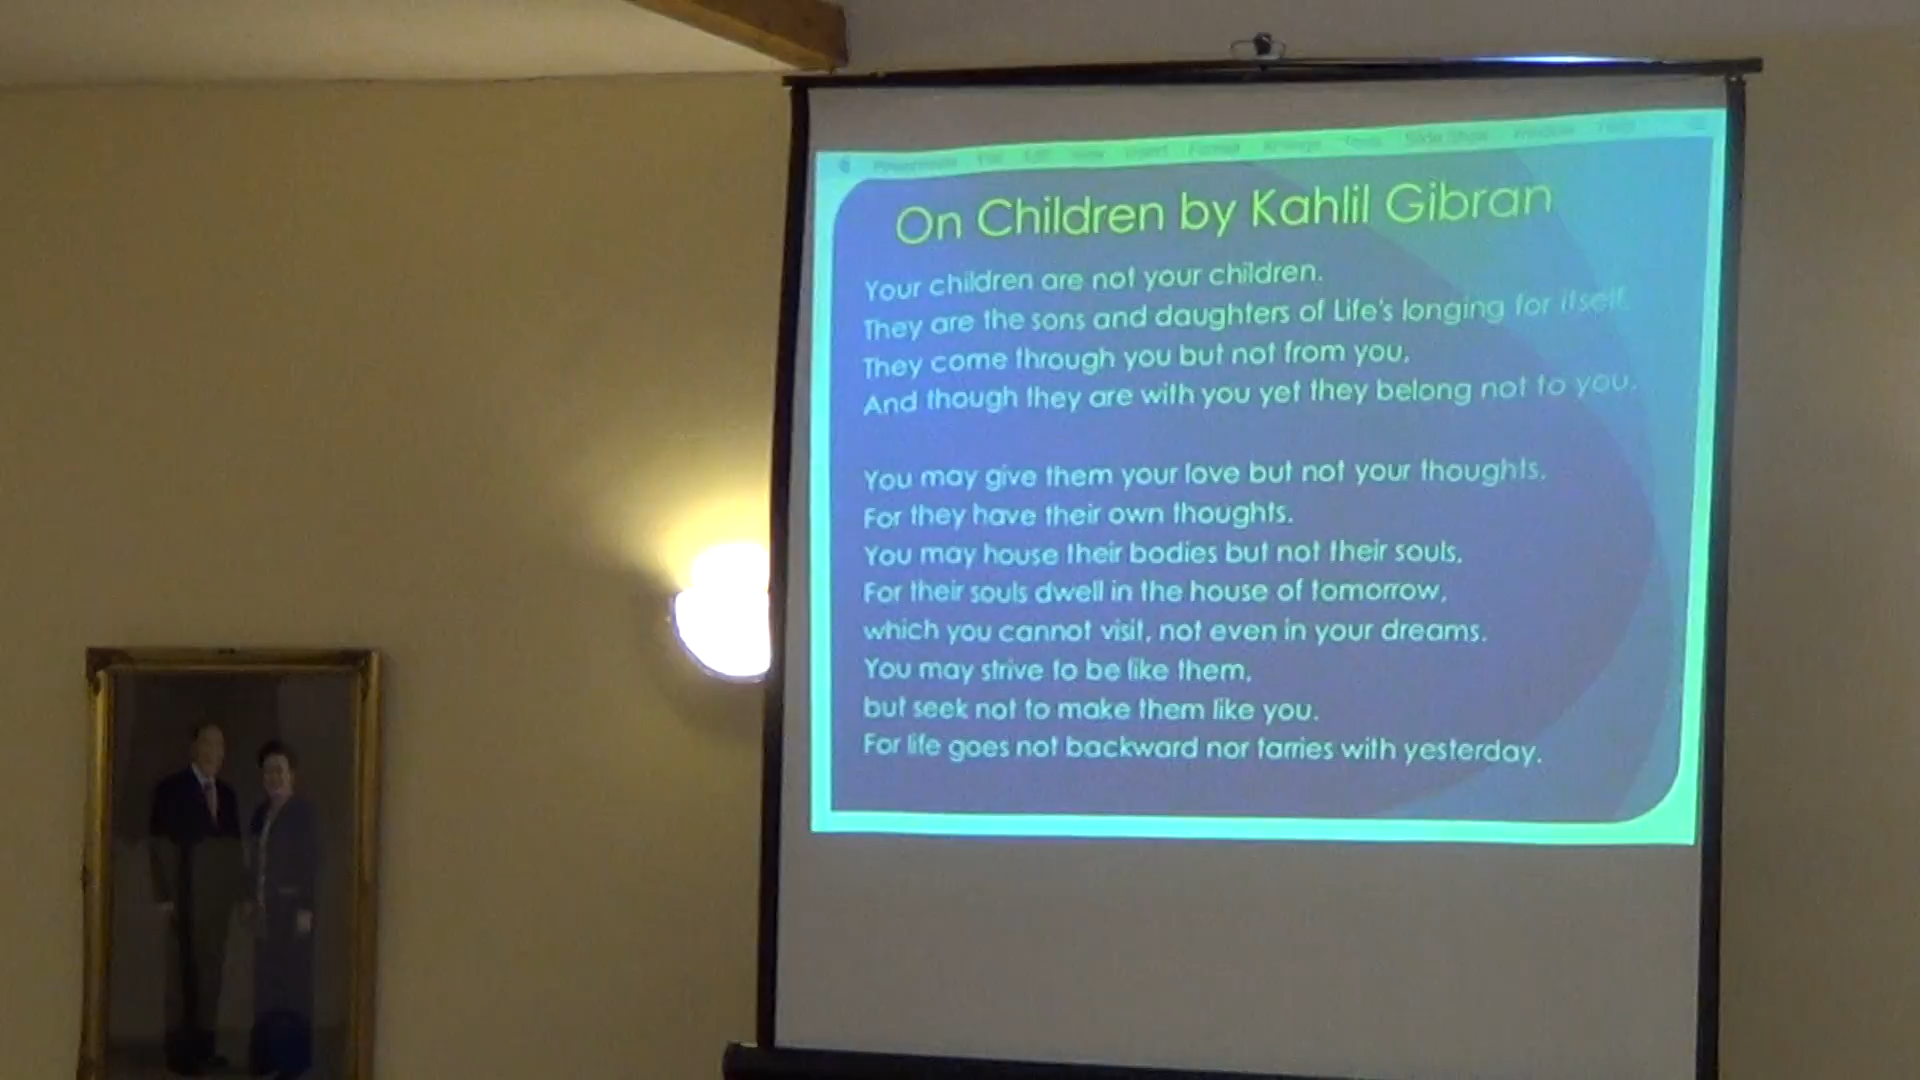 On Children by Kahlil Gibran
Your children are not your children.
They are the sons and daughters of Life's longing for itself.
They come through you but not from you,
And though they are with you yet they belong not to you.
You may give them your love but not your thoughts,
For they have their own thoughts.
You may house their bodies but not their souls,
For their souls dwell in the house of tomorrow,
which you cannot visit, not even in your dreams.
You may strive to be like them,
but seek not to make them like you.
For life goes not backward nor tarries with yesterday.